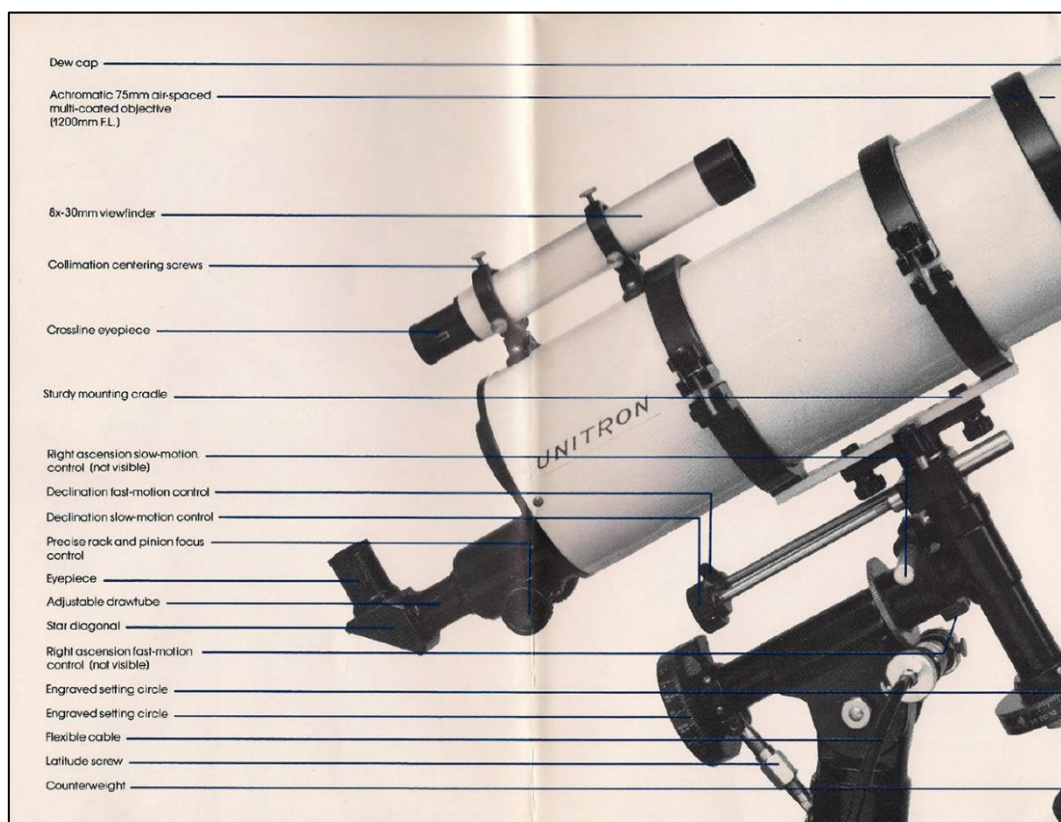 Dew cap
Achromatic 75mm air-spaced
multi-coated objective
(1200mm F.L.)
8x-30mm viewfinder
Collimation centering screws
Crossline eyepiece
Sturdy mounting cradle
UNITRON
Right ascension slow-motion
control (not visible)
Declination fast-motion control
Declination slow-motion control
Precise rack and pinion focus
control
Eyepiece
Adjustable drawtube
Star diagonal
Right ascension fast-motion
control (not visible)
Engraved setting circle
Engraved setting circle
Flexible cable
Latitude screw
Counterweight